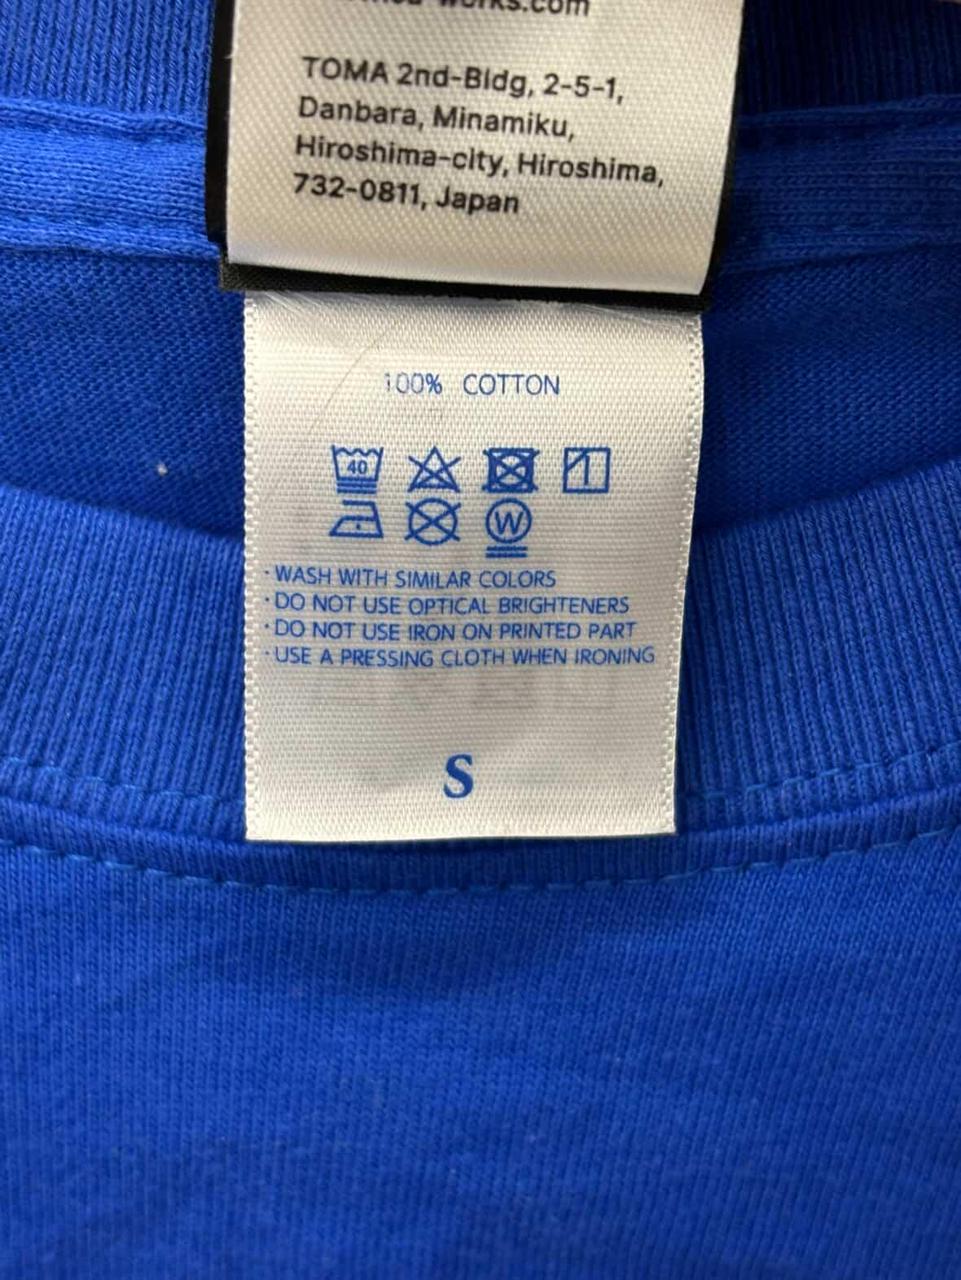 TOMA 2nd-Bldg, 2-5-1,
Danbara, Minamiku,
Hiroshima-city, Hiroshima,
732-0811, Japan
100% COTTON
40
W
· WASH WITH SIMILAR COLORS
· DO NOT USE OPTICAL BRIGHTENERS
· DO NOT USE IRON ON PRINTED PART
· USE A PRESSING CLOTH WHEN IRONING
S